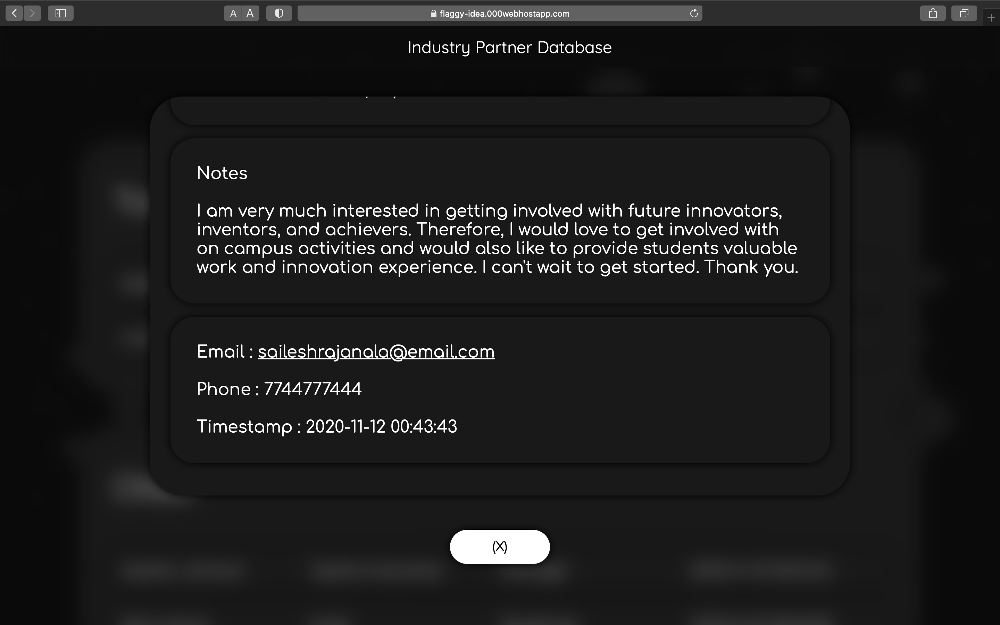 A A
flaggy-idea.000webhostapp.com
Industry Partner Database
Notes
I am very much interested in getting involved with future innovators,
inventors, and achievers. Therefore, I would love to get involved with
on campus activities and would also like to provide students valuable
work and innovation experience. I can't wait to get started. Thank you.
Email : saileshrajanala@email.com
Phone : 7744777444
Timestamp : 2020-11-12 00:43:43
(X)